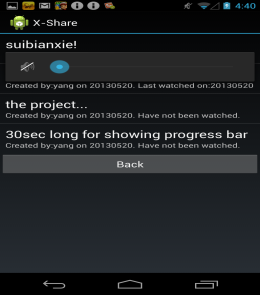 4:40
X-Share
suibianxie!
Created by:yang on 20130520. Last watched on:20130520
the project...
Created by:yang on 20130520. Have not been watched.
30sec long for showing progress bar
Created by:yang on 20130520. Have not been watched.
Back